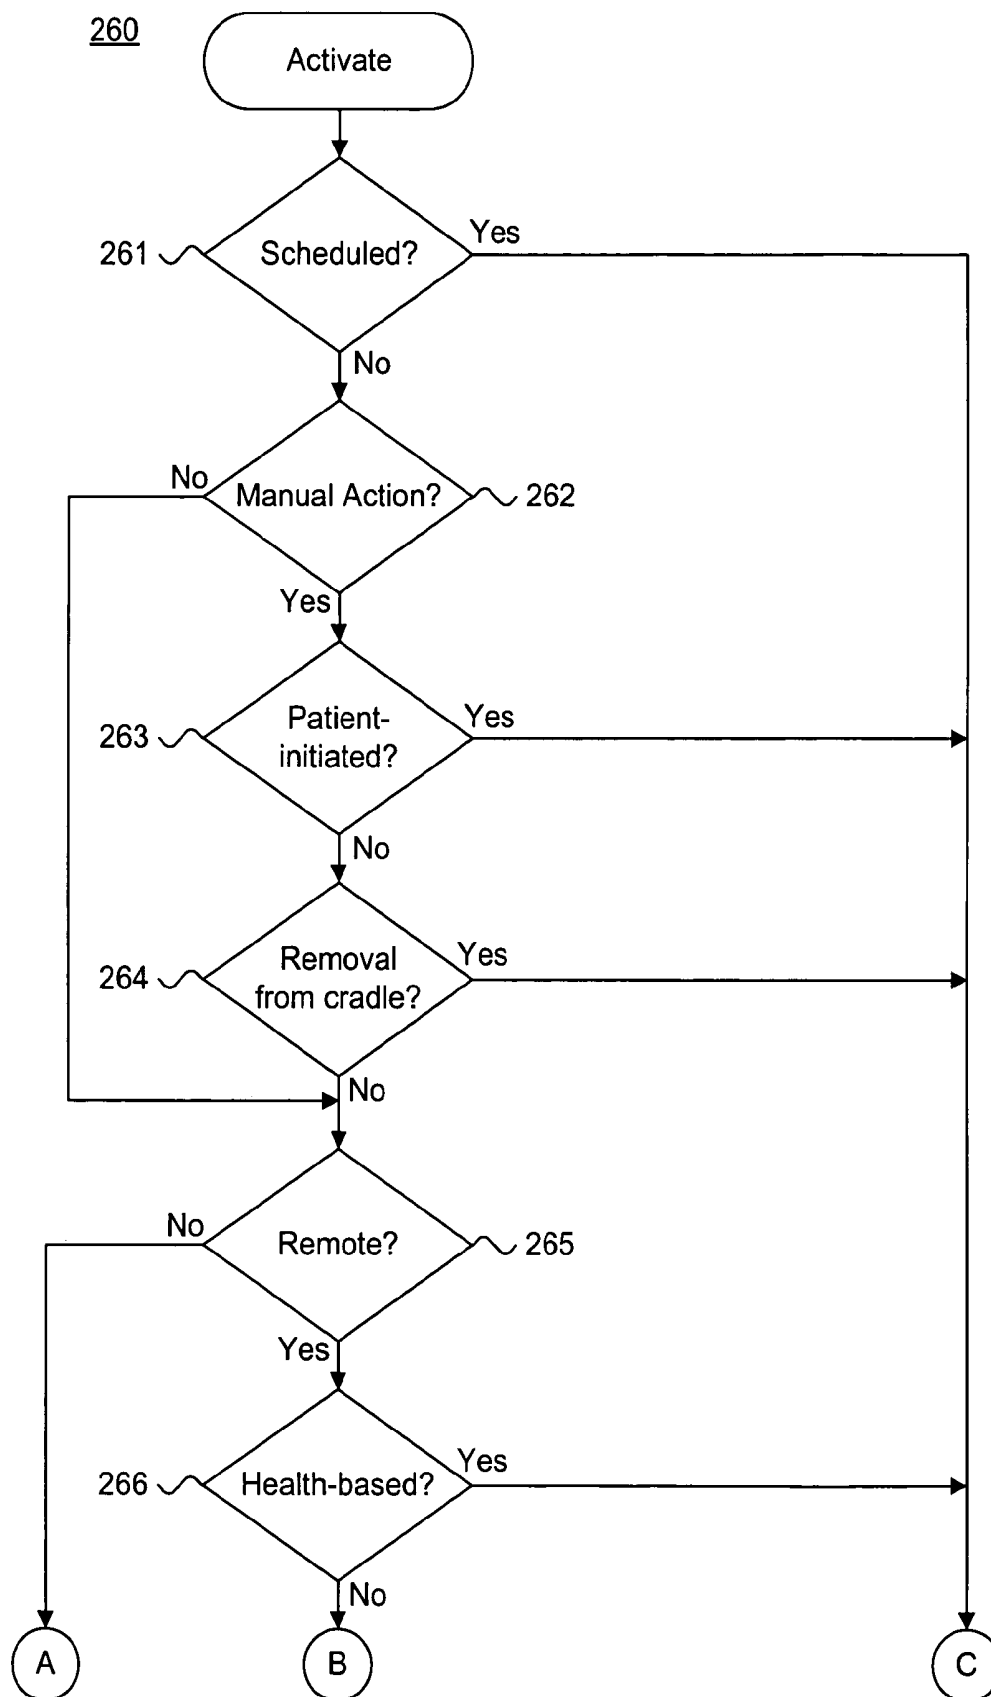 260
Activate
Yes
261
Scheduled?
No
No
Manual Action?
262
Yes
263
Patient-
initiated?
Yes
No
264
Removal
from cradle?
Yes
No
No
Remote?
265
Yes
266
Health-based?
Yes
No
A
B
C